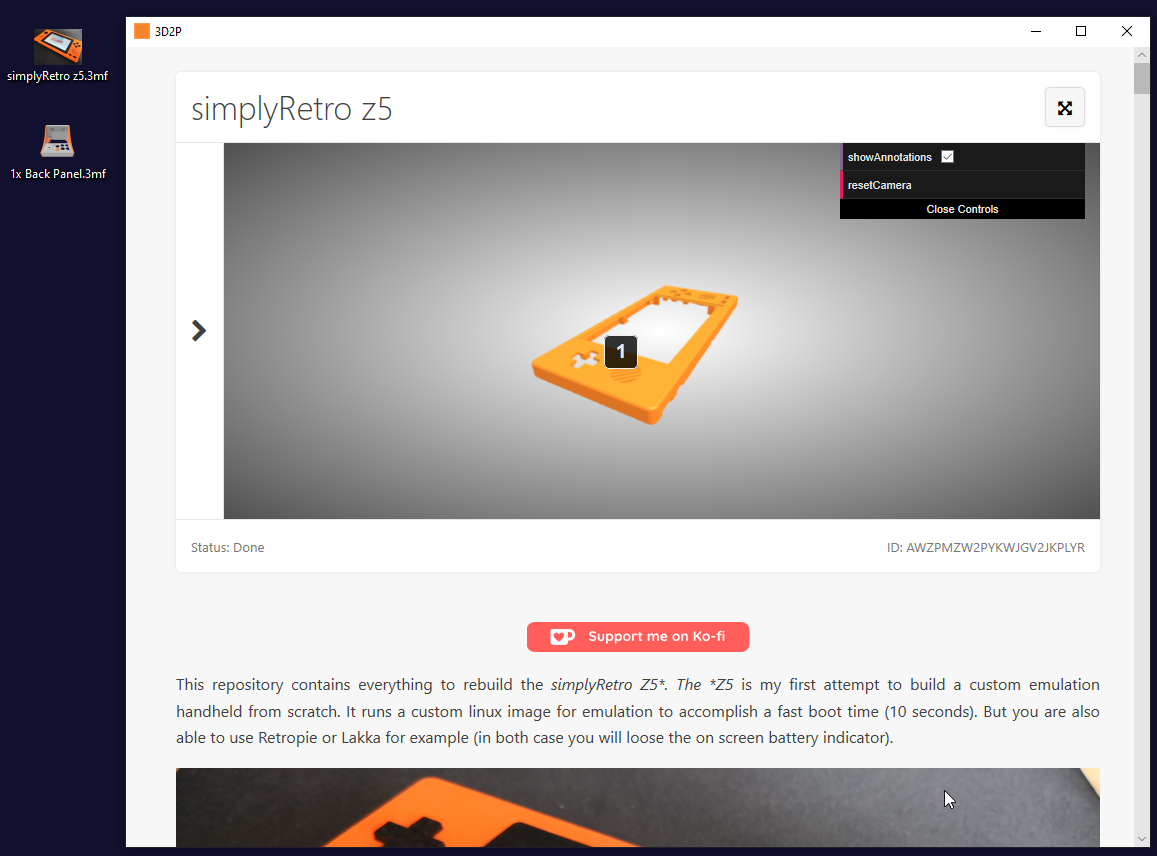 simplyRetro z5.3mf
1x Back Panel.3mf
3D2P
simplyRetro z5
showAnnotations
resetCamera
Close Controls
1
Status: Done
ID: AWZPMZW2PYKWJGV2JKPLYR
Support me on Ko-fi
This repository contains everything to rebuild the simplyRetro Z5*. The *Z5 is my first attempt to build a custom emulation
handheld from scratch. It runs a custom linux image for emulation to accomplish a fast boot time (10 seconds). But you are also
able to use Retropie or Lakka for example (in both case you will loose the on screen battery indicator).